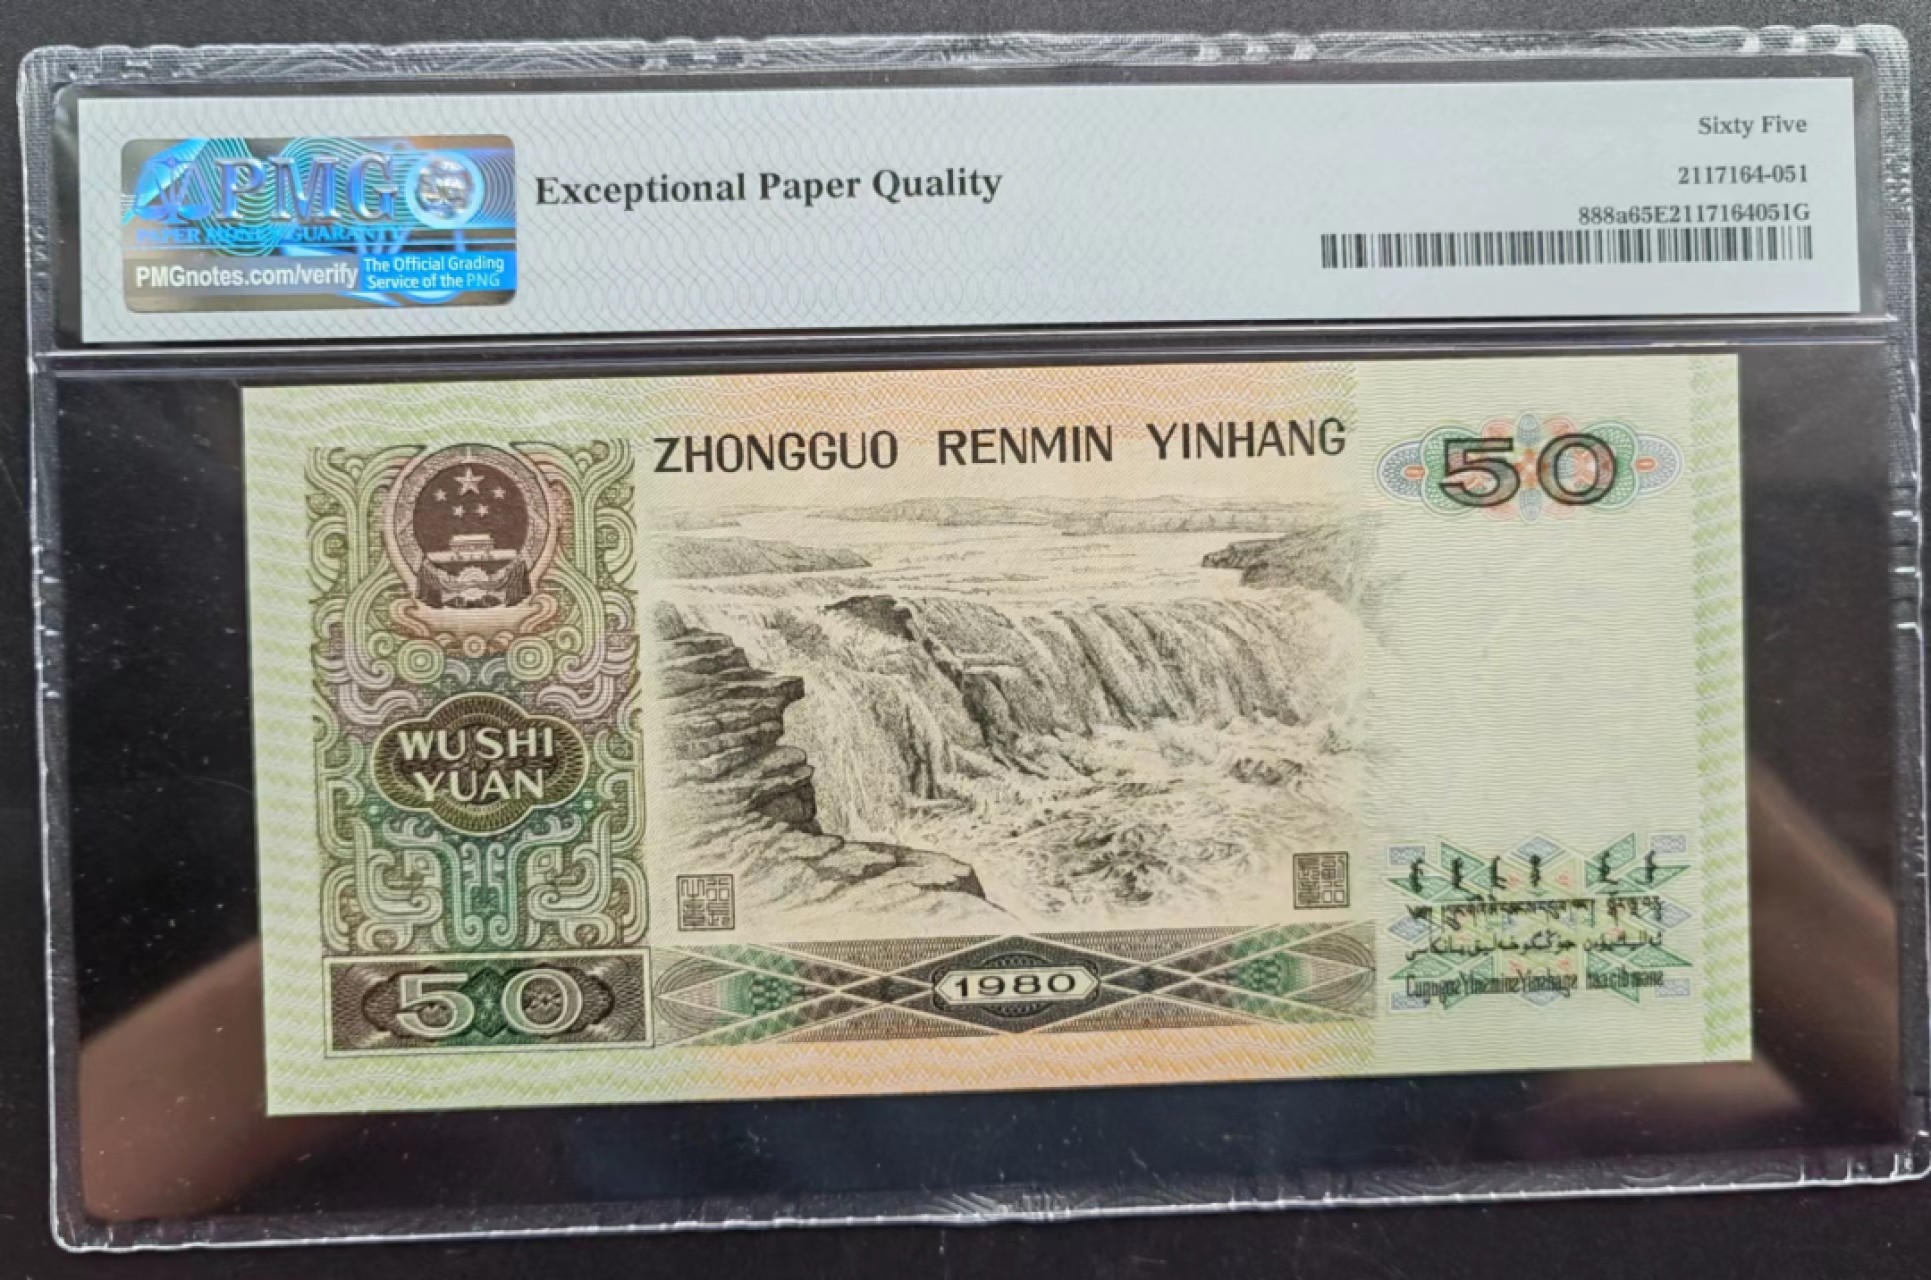 Sixty Five
PMG
PAPER MONEY GUARANTY
PMGnotes.com/verify
The Official Grading
Service of the PNG
Exceptional Paper Quality
2117164-051
888a65E2117164051G
ZHONGGUO RENMIN YINHANG
50
WU SHI
YUAN
50
1980